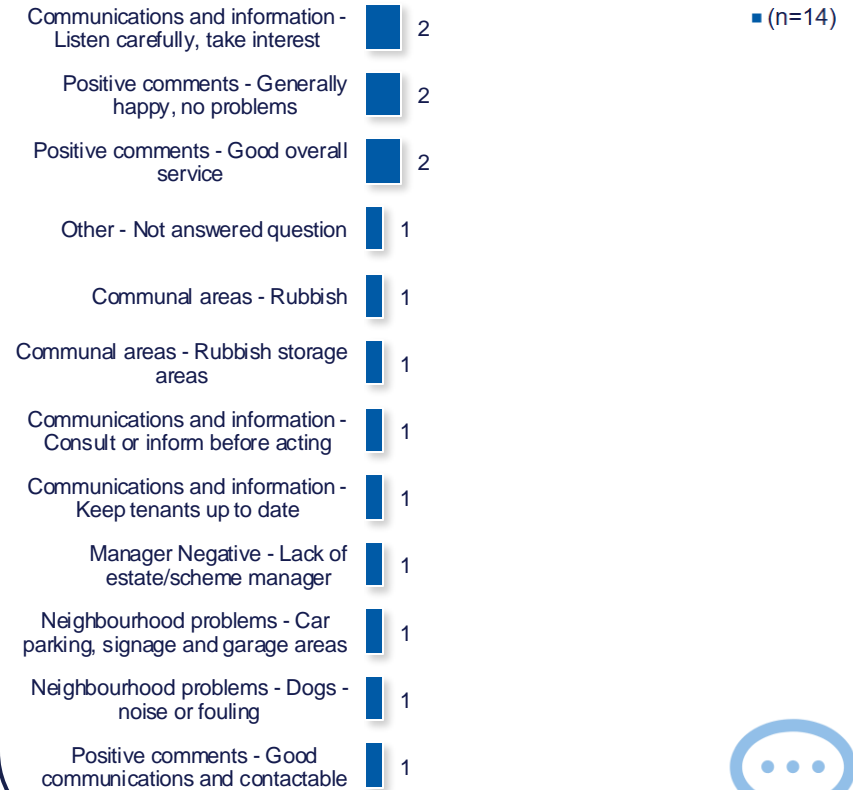 Communications and information -
Listen carefully, take interest
2
(n=14)
Positive comments - Generally
happy, no problems
2
Positive comments - Good overall
service
2
Other - Not answered question
1
Communal areas - Rubbish
1
Communal areas - Rubbish storage
areas
1
Communications and information -
Consult or inform before acting
1
Communications and information -
Keep tenants up to date
1
Manager Negative - Lack of
estate/scheme manager
1
Neighbourhood problems - Car
parking, signage and garage areas
1
Neighbourhood problems - Dogs -
noise or fouling
1
Positive comments - Good
communications and contactable
1